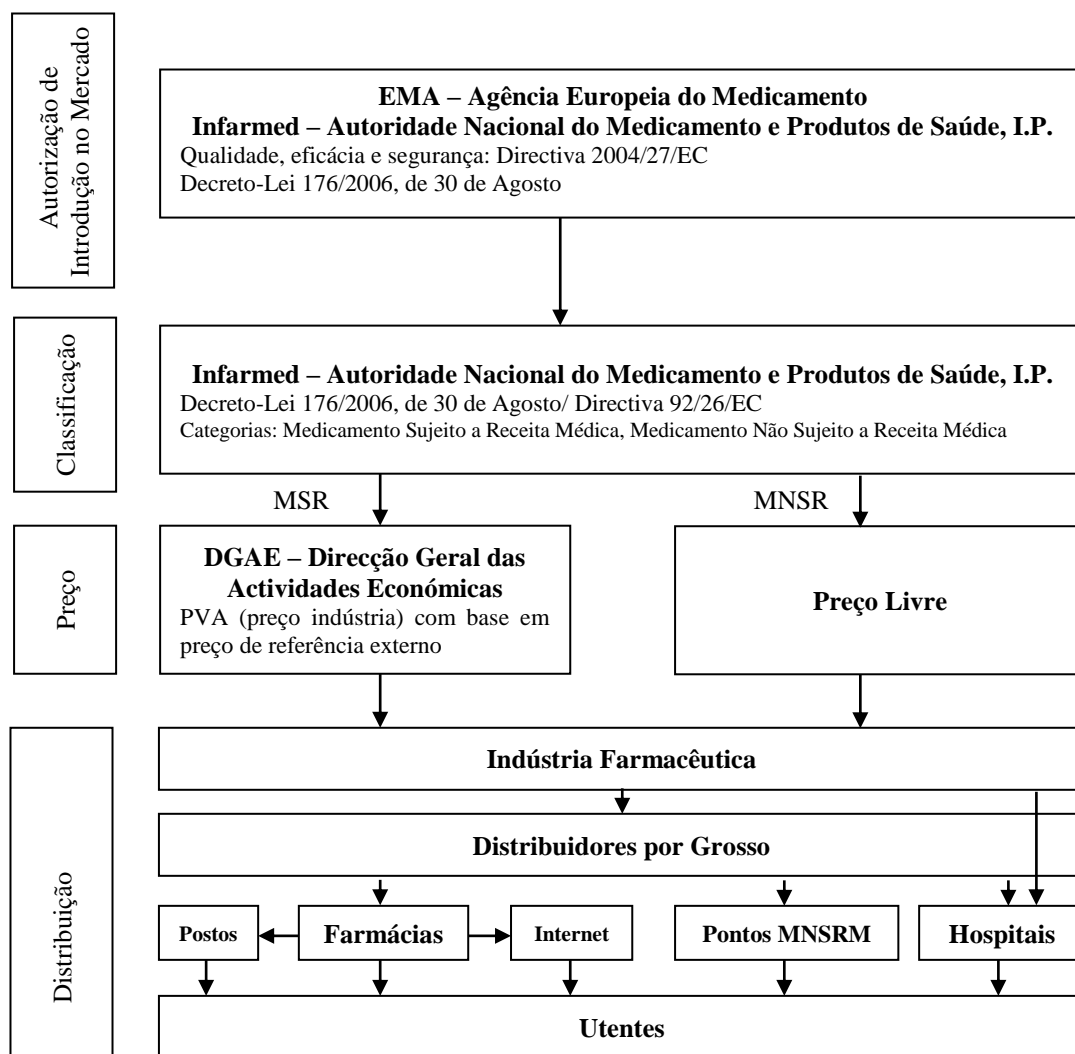 Autorização de
Introdução no Mercado
EMA – Agência Europeia do Medicamento
Infarmed – Autoridade Nacional do Medicamento e Produtos de Saúde, I.P.
Qualidade, eficácia e segurança: Directiva 2004/27/EC
Decreto-Lei 176/2006, de 30 de Agosto
Classificação
Infarmed – Autoridade Nacional do Medicamento e Produtos de Saúde, I.P.
Decreto-Lei 176/2006, de 30 de Agosto/ Directiva 92/26/EC
Categorias: Medicamento Sujeito a Receita Médica, Medicamento Não Sujeito a Receita Médica
MSR
MNSR
Preço
DGAE – Direcção Geral das
Actividades Económicas
PVA (preço indústria) com base em
preço de referência externo
Preço Livre
Distribuição
Indústria Farmacêutica
Distribuidores por Grosso
Postos
Farmácias
Internet
Pontos MNSRM
Hospitais
Utentes